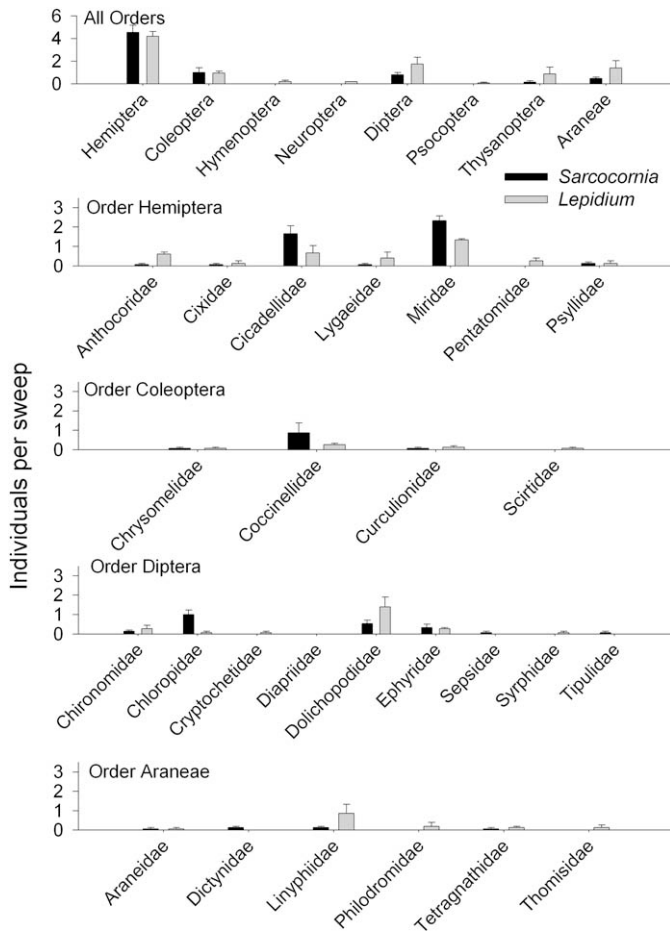 Individuals per sweep
All Orders
6
4
2
0
Hemiptera
Coleoptera
Hymenoptera
Neuroptera
Diptera
Psocoptera
Thysanoptera
Araneae
Sarcocornia
Lepidium
Order Hemiptera
3
2
1
0
Anthocoridae
Cixidae
Cicadellidae
Lygaeidae
Miridae
Pentatomidae
Psyllidae
Order Coleoptera
3
2
1
0
Chrysomelidae
Coccinellidae
Curculionidae
Scirtidae
Order Diptera
3
2
1
0
Chironomidae
Chloropidae
Cryptochetidae
Diapriidae
Dolichopodidae
Ephyridae
Sepsidae
Syrphidae
Tipulidae
Order Araneae
3
2
1
0
Araneidae
Dictynidae
Linyphiidae
Philodromidae
Tetragnathidae
Thomisidae